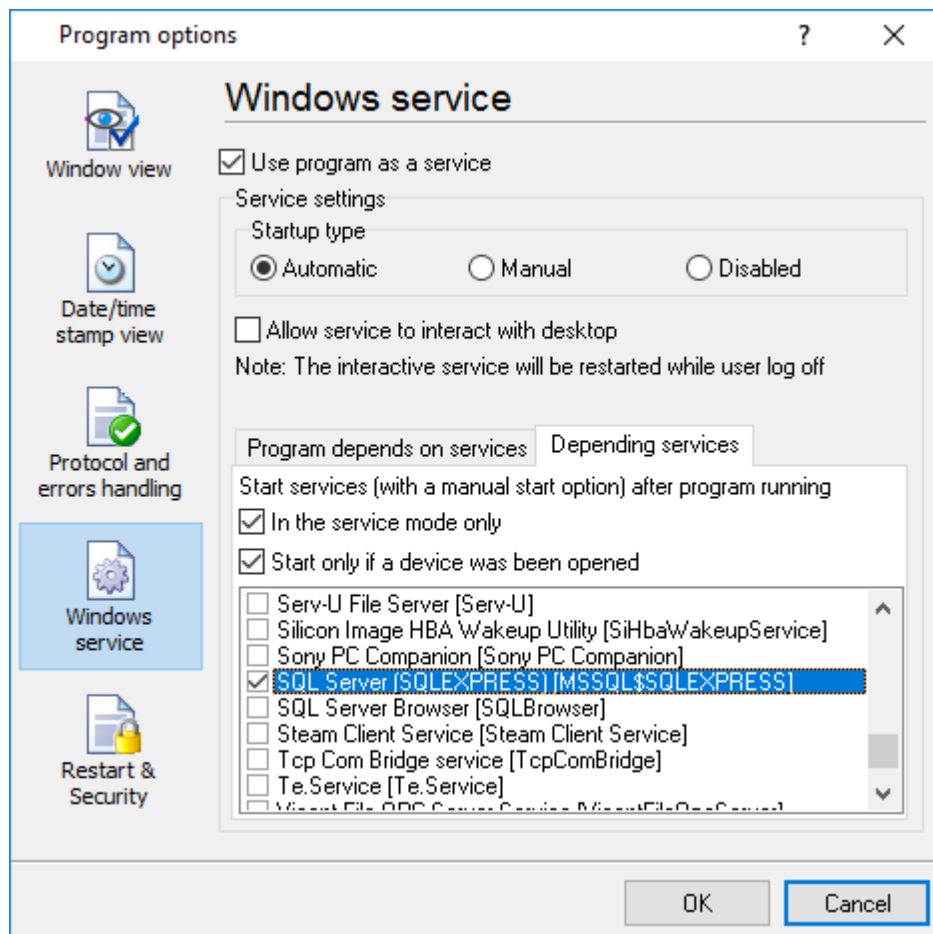 Program options
?
Windows service
Window view
Date/time
stamp view
Protocol and
errors handling
Windows
service
Restart &
Security
Use program as a service
Service settings
Startup type
Automatic
Manual
Disabled
Allow service to interact with desktop
Note: The interactive service will be restarted while user log off
Program depends on services
Depending services
Start services (with a manual start option) after program running
In the service mode only
Start only if a device was been opened
Serv-U File Server [Serv-U]
Silicon Image HBA Wakeup Utility [SiHbaWakeupService]
Sony PC Companion [Sony PC Companion]
SQL Server [SQLEXPRESS] [MSSQL$SQLEXPRESS]
SQL Server Browser [SQLBrowser]
Steam Client Service [Steam Client Service]
Tcp Com Bridge service [TcpComBridge]
Te.Service [Te.Service]
OK
Cancel